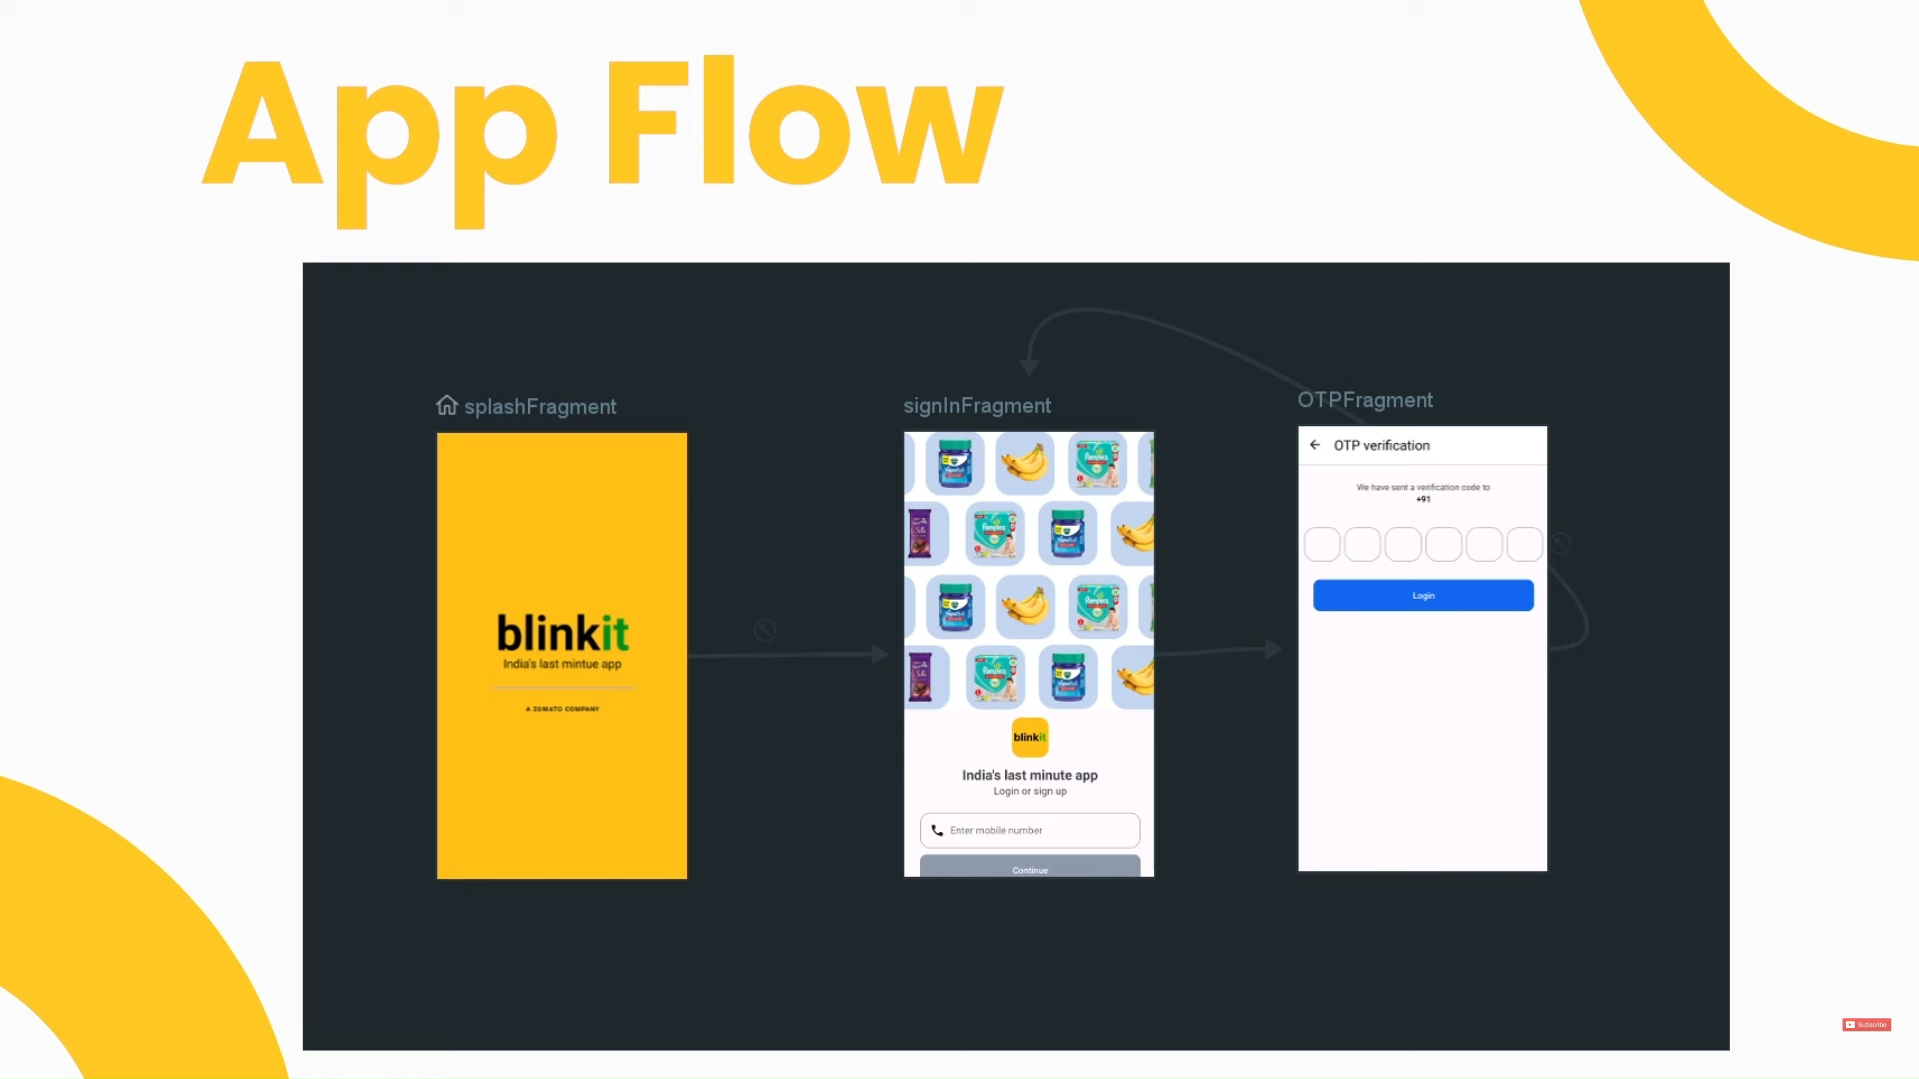 App Flow
splashFragment
signInFragment
OTPFragment
blinkit
India's last mintue app
A ZOMATO COMPANY
blinkit
India's last minute app
Login or sign up
Enter mobile number
Continue
OTP verification
We have sent a verification code to
+91
Login
Subscribe